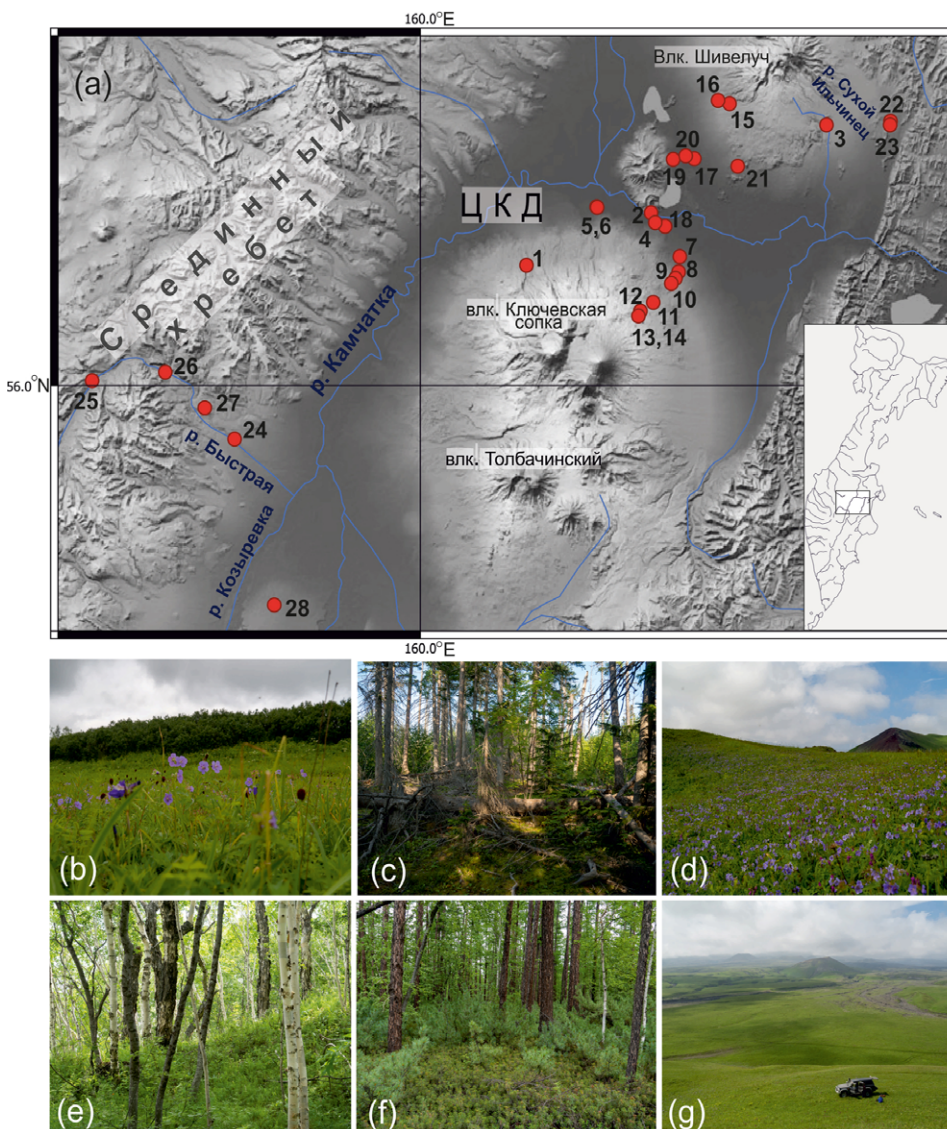 160.0°E
(a)
Влк. Шивелуч
р. Сухой
Ильчинец
16
15
3
22
23
20
19
17
21
Срединный
хребет
ЦКД
5,6
2
4
18
1
7
9
8
10
12
11
13,14
влк. Ключевская
сопка
р. Камчатка
56.0°N
25
26
27
24
р. Быстрая
влк. Толбачинский
р. Козыревка
28
160.0°E
(b)
(c)
(d)
(e)
(f)
(g)